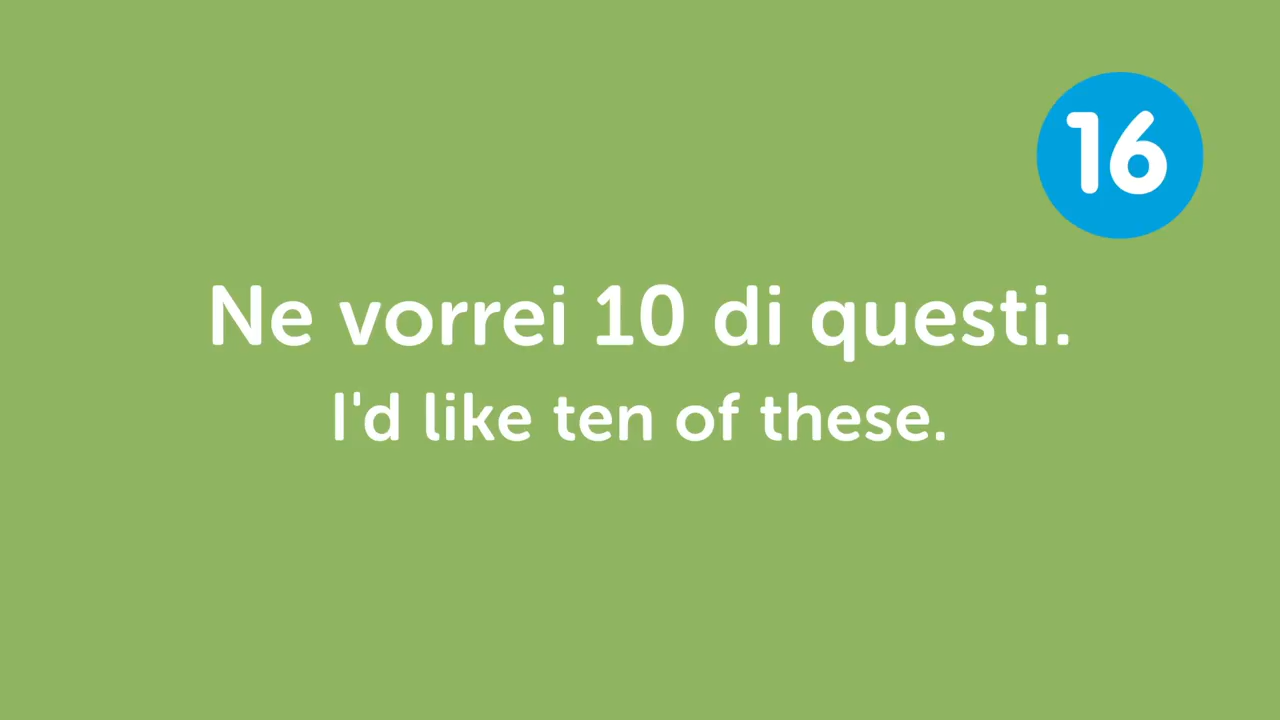 16
Ne vorrei 10 di questi.
I'd like ten of these.